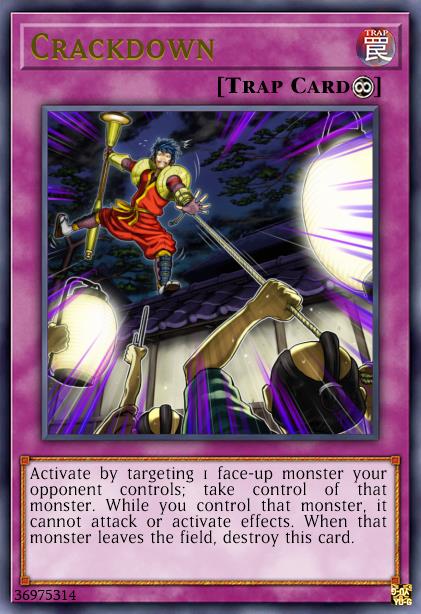 Crackdown
TRAP
罠
[Trap Card]
Activate by targeting 1 face-up monster your
opponent controls; take control of that
monster. While you control that monster, it
cannot attack or activate effects. When that
monster leaves the field, destroy this card.
36975314